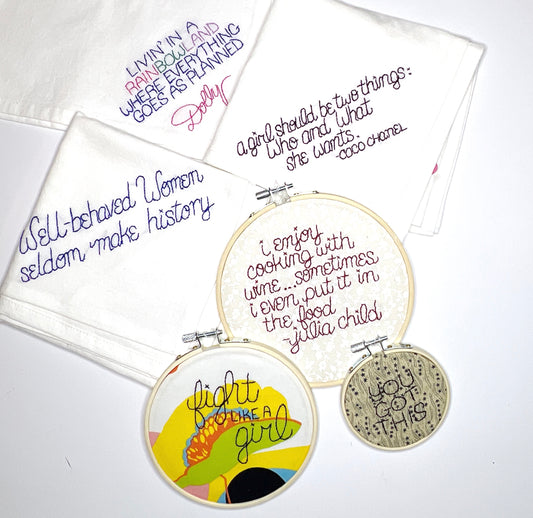 LIVIN' IN A
RAINBOWLAND
WHERE EVERYTHING
GOES AS PLANNED
Dolly
a girl should be two things:
who and what
she wants.
-COCO CHANEL
Well-behaved Women
seldom make history
i enjoy
cooking with
wine...sometimes
i even put it in
the food
-julia child
fight
LIKE A
girl
YOU
GOT
THIS